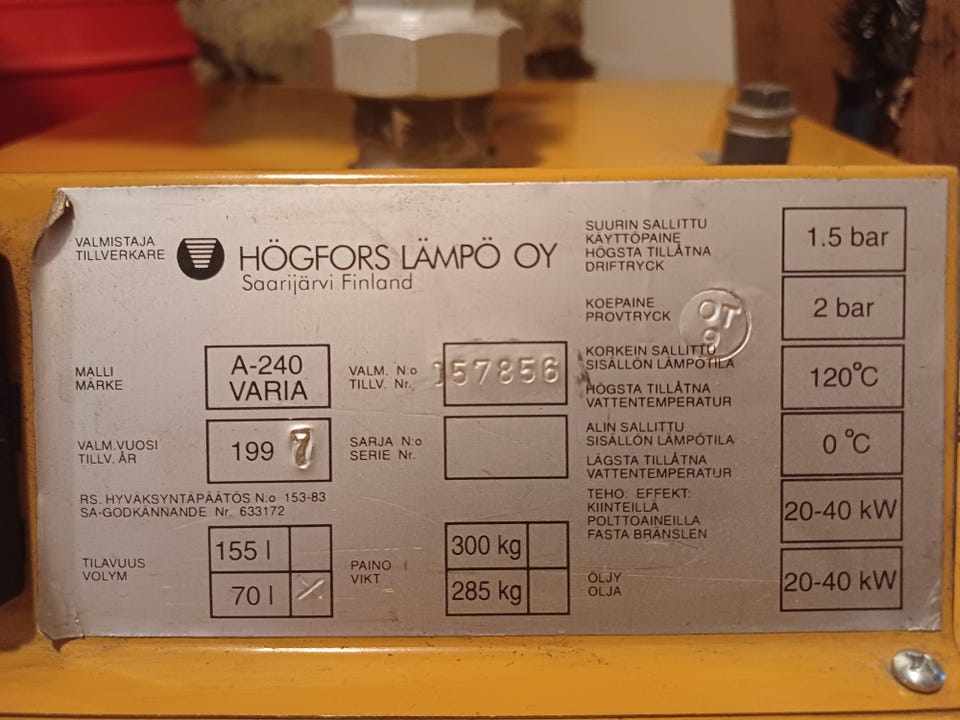 VALMISTAJA
TILLVERKARE
HÖGFORS LÄMPÖ OY
Saarijärvi Finland
MALLI
MÄRKE
A-240
VARIA
VALM. N:o
TILLV. Nr.
157856
VALM.VUOSI
TILLV. ÅR
1997
SARJA N:o
SERIE Nr.
RS. HYVÄKSYNTÄPÄÄTÖS N:o 153-83
SA-GODKÄNNANDE Nr. 633172
TILAVUUS
VOLYM
155 l
70 l X
PAINO
VIKT
300 kg
285 kg
SUURIN SALLITTU
KÄYTTÖPAINE
HÖGSTA TILLÅTNA
DRIFTRYCK
1.5 bar
KOEPAINE
PROVTRYCK
OT
8
2 bar
KORKEIN SALLITTU
SISÄLLÖN LÄMPÖTILA
HÖGSTA TILLÅTNA
VATTENTEMPERATUR
120°C
ALIN SALLITTU
SISÄLLÖN LÄMPÖTILA
LÄGSTA TILLÅTNA
VATTENTEMPERATUR
0 °C
TEHO: EFFEKT:
KIINTEILLÄ
POLTTOAINEILLA
FASTA BRÄNSLEN
20-40 kW
ÖLJY
OLJA
20-40 kW